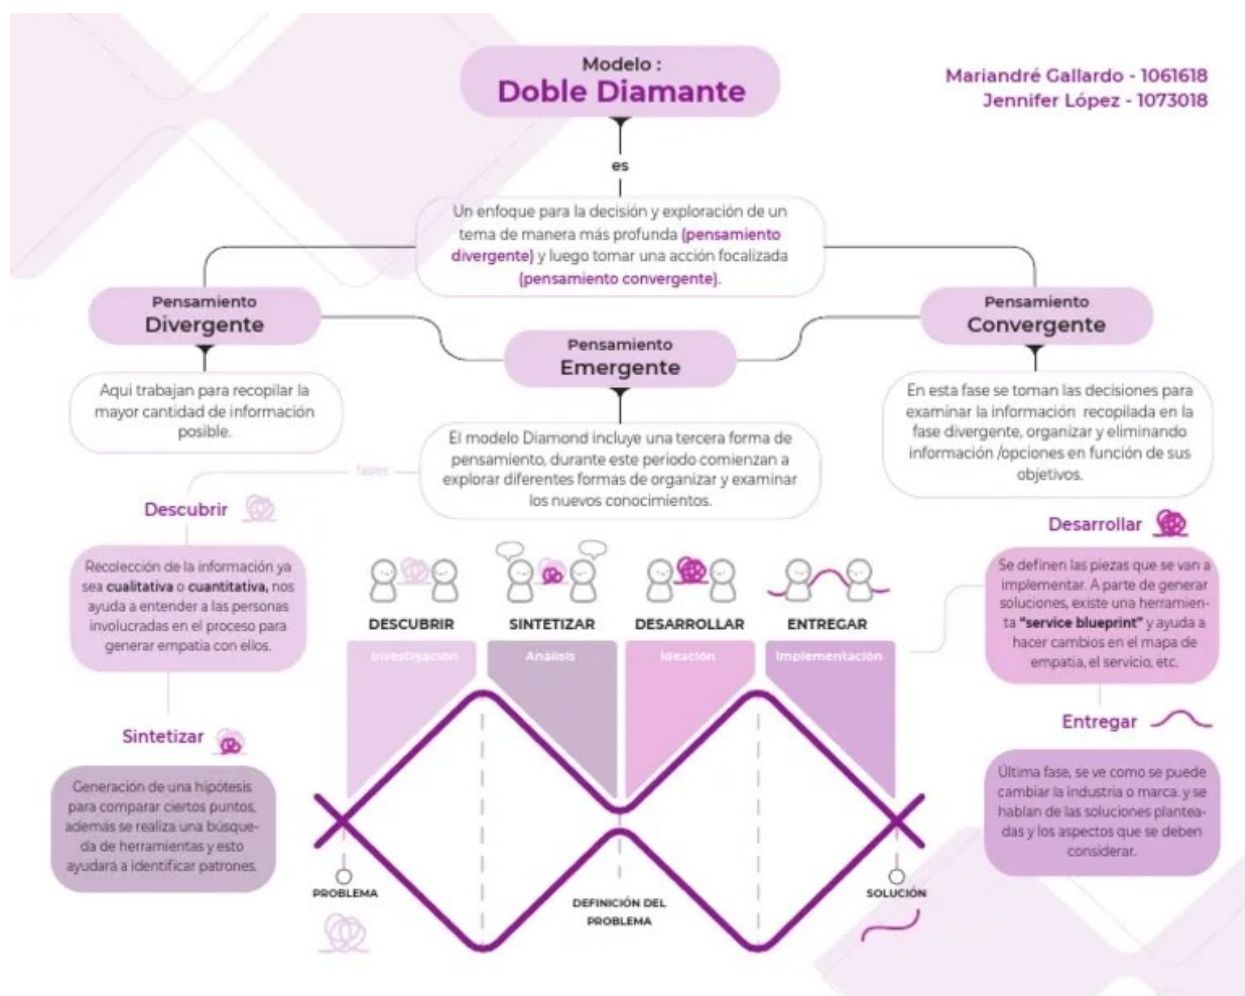 Modelo :
Doble Diamante
Mariandré Gallardo - 1061618
Jennifer López - 1073018
es
Un enfoque para la decisión y exploración de un
tema de manera más profunda (pensamiento
divergente) y luego tomar una acción focalizada
(pensamiento convergente).
Pensamiento
Divergente
Aqui trabajan para recopilar la
mayor cantidad de información
posible.
Pensamiento
Emergente
El modelo Diamond incluye una tercera forma de
pensamiento, durante este periodo comienzan a
explorar diferentes formas de organizar y examinar
los nuevos conocimientos.
Pensamiento
Convergente
En esta fase se toman las decisiones para
examinar la información recopilada en la
fase divergente, organizar y eliminando
información /opciones en función de sus
objetivos.
fases
Descubrir
Recolección de la información ya
sea cualitativa o cuantitativa, nos
ayuda a entender a las personas
involucradas en el proceso para
generar empatia con ellos.
Sintetizar
Generación de una hipótesis
para comparar ciertos puntos,
además se realiza una búsque-
da de herramientas y esto
ayudará a identificar patrones.
DESCUBRIR
SINTETIZAR
DESARROLLAR
ENTREGAR
Investigación
Análisis
Ideación
Implementación
PROBLEMA
DEFINICIÓN DEL
PROBLEMA
SOLUCIÓN
Desarrollar
Se definen las piezas que se van a
implementar. A parte de generar
soluciones, existe una herramien-
ta "service blueprint" y ayuda a
hacer cambios en el mapa de
empatia, el servicio, etc.
Entregar
Última fase, se ve como se puede
cambiar la industria o marca. y se
hablan de las soluciones plantea-
das y los aspectos que se deben
considerar.